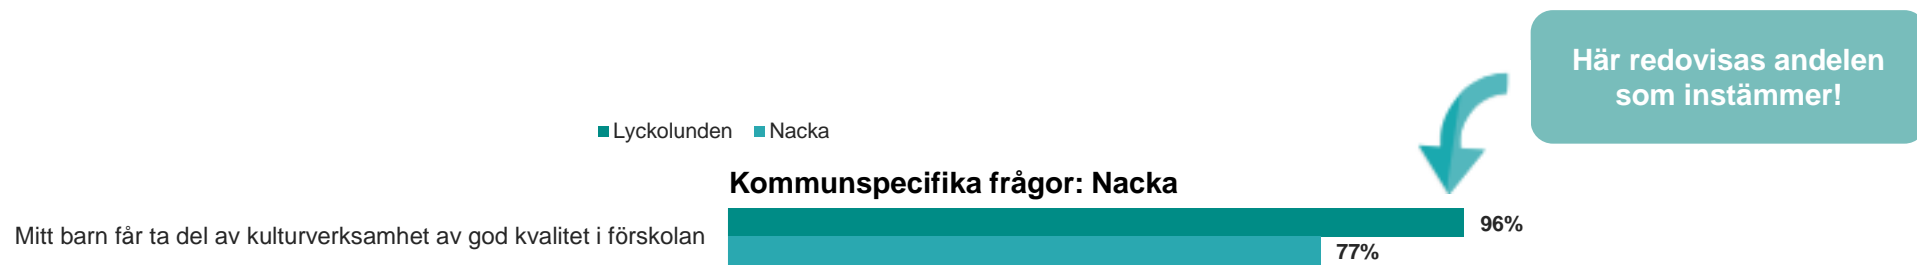 Här redovisas andelen
som instämmer!
Lyckolunden Nacka
Kommunspecifika frågor: Nacka
Mitt barn får ta del av kulturverksamhet av god kvalitet i förskolan
96%
77%